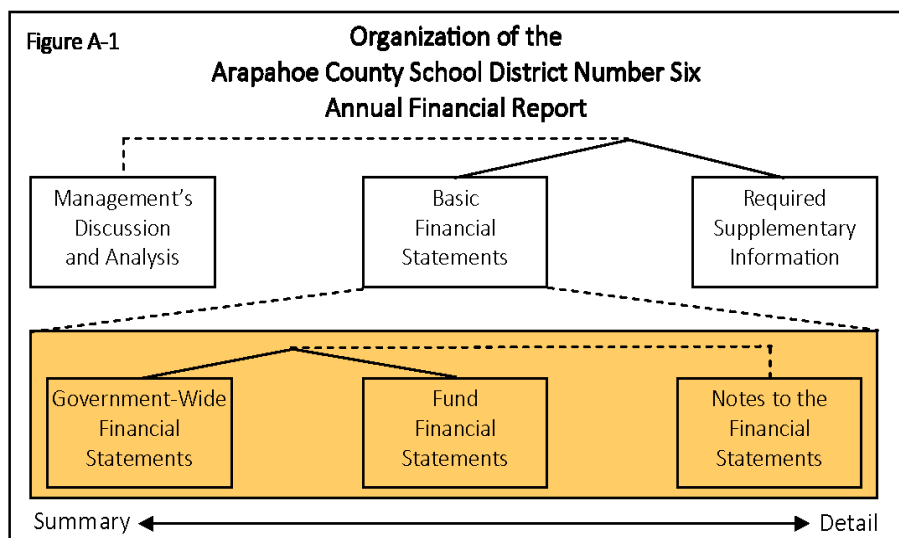 Figure A-1
Organization of the
Arapahoe County School District Number Six
Annual Financial Report
Management's
Discussion
and Analysis
Basic
Financial
Statements
Required
Supplementary
Information
Government-Wide
Financial
Statements
Fund
Financial
Statements
Notes to the
Financial
Statements
Summary
Detail